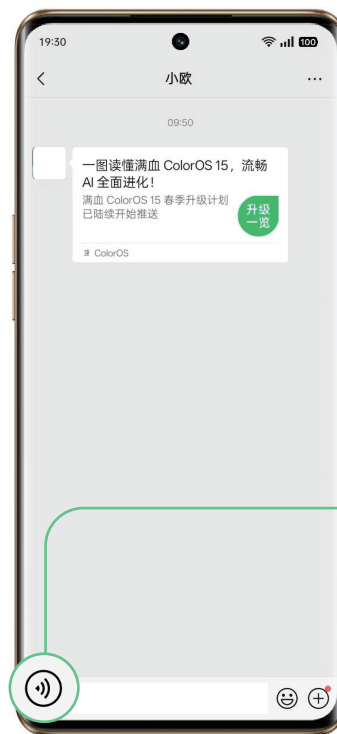 19:30
100
小欧
09:50
一图读懂满血 ColorOS 15，流畅
AI 全面进化！
满血 ColorOS 15 春季升级计划
已陆续开始推送
升级
一览
ColorOS